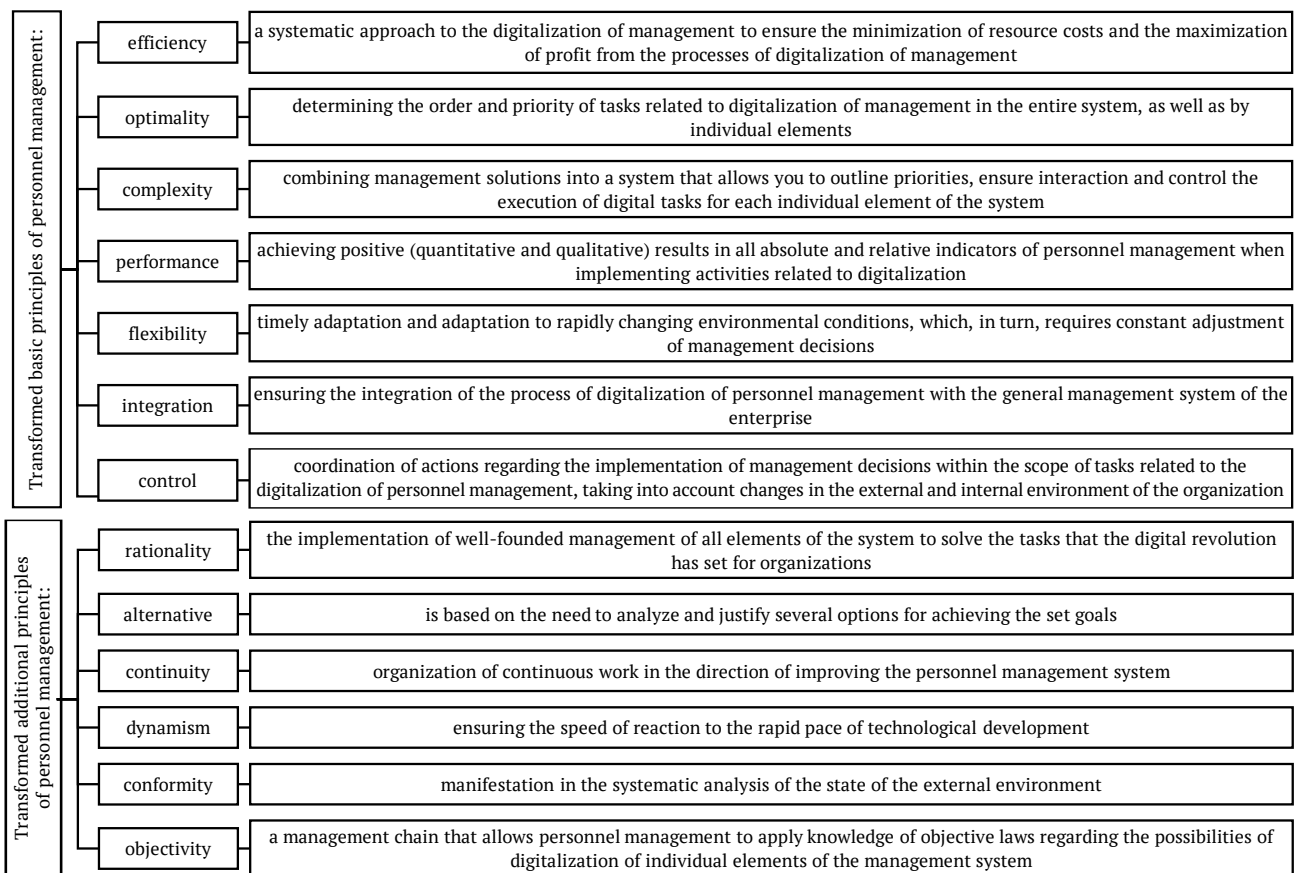 Transformed basic principles of personnel management:
efficiency
a systematic approach to the digitalization of management to ensure the minimization of resource costs and the maximization
of profit from the processes of digitalization of management
optimality
determining the order and priority of tasks related to digitalization of management in the entire system, as well as by
individual elements
complexity
combining management solutions into a system that allows you to outline priorities, ensure interaction and control the
execution of digital tasks for each individual element of the system
performance
achieving positive (quantitative and qualitative) results in all absolute and relative indicators of personnel management when
implementing activities related to digitalization
flexibility
timely adaptation and adaptation to rapidly changing environmental conditions, which, in turn, requires constant adjustment
of management decisions
integration
ensuring the integration of the process of digitalization of personnel management with the general management system of the
enterprise
control
coordination of actions regarding the implementation of management decisions within the scope of tasks related to the
digitalization of personnel management, taking into account changes in the external and internal environment of the organization
Transformed additional principles
of personnel management:
rationality
the implementation of well-founded management of all elements of the system to solve the tasks that the digital revolution
has set for organizations
alternative
is based on the need to analyze and justify several options for achieving the set goals
continuity
organization of continuous work in the direction of improving the personnel management system
dynamism
ensuring the speed of reaction to the rapid pace of technological development
conformity
manifestation in the systematic analysis of the state of the external environment
objectivity
a management chain that allows personnel management to apply knowledge of objective laws regarding the possibilities of
digitalization of individual elements of the management system